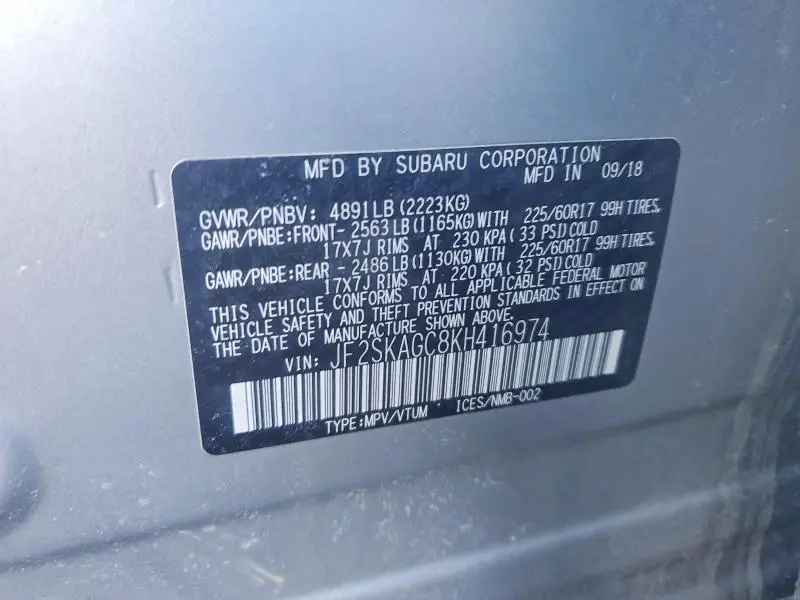 MFD BY SUBARU CORPORATION
MFD IN 09/18
GVWR/PNBV: 4891LB (2223KG)
GAWR/PNBE:FRONT- 2563LB (1165KG)WITH 225/60R17 99H TIRES,
17X7J RIMS AT 230 KPA (33 PSI)COLD
GAWR/PNBE:REAR - 2486LB (1130KG)WITH 225/60R17 99H TIRES,
17X7J RIMS AT 220 KPA (32 PSI)COLD
THIS VEHICLE CONFORMS TO ALL APPLICABLE FEDERAL MOTOR
VEHICLE SAFETY AND THEFT PREVENTION STANDARDS IN EFFECT ON
THE DATE OF MANUFACTURE SHOWN ABOVE.
VIN: JF2SKAGC8KH416974
TYPE:MPV/VTUM ICES/NMB-002